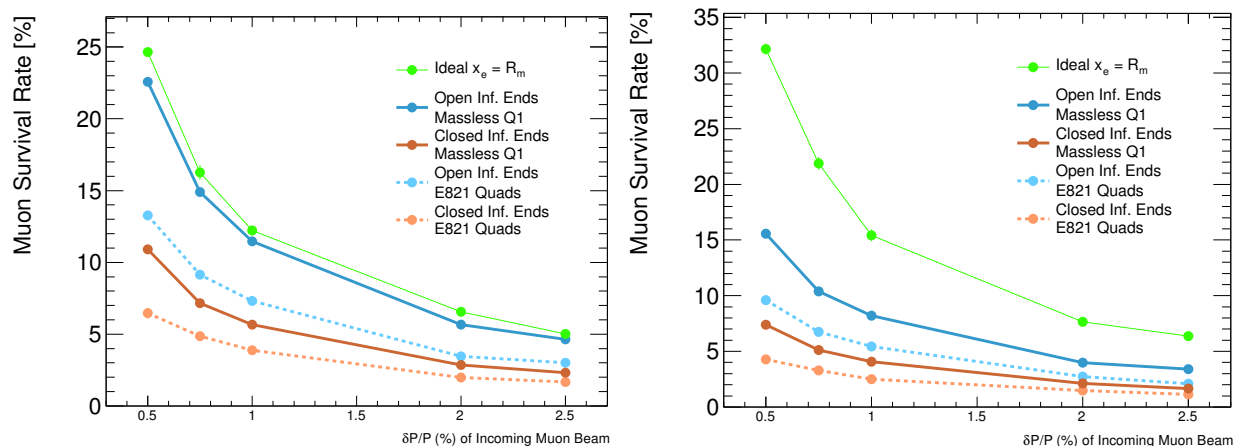 Muon Survival Rate [%]
25
20
15
10
5
0
Ideal x_e = R_m
Open Inf. Ends
Massless Q1
Closed Inf. Ends
Massless Q1
Open Inf. Ends
E821 Quads
Closed Inf. Ends
E821 Quads
0.5 1 1.5 2 2.5
δP/P (%) of Incoming Muon Beam
Muon Survival Rate [%]
35
30
25
20
15
10
5
0
Ideal x_e = R_m
Open Inf. Ends
Massless Q1
Closed Inf. Ends
Massless Q1
Open Inf. Ends
E821 Quads
Closed Inf. Ends
E821 Quads
0.5 1 1.5 2 2.5
δP/P (%) of Incoming Muon Beam